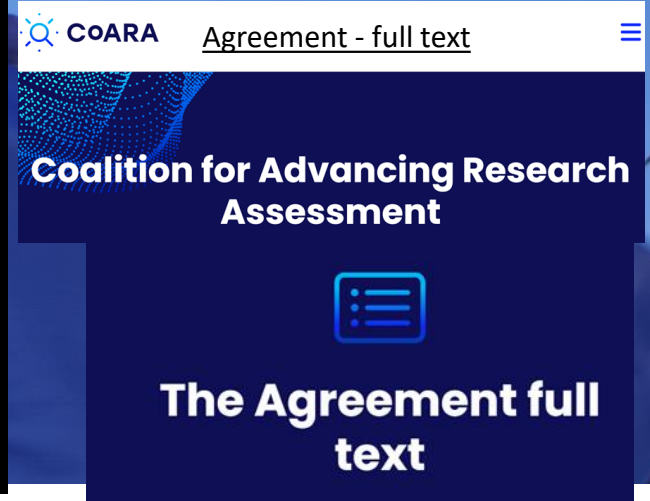 COARA
Agreement - full text
Coalition for Advancing Research
Assessment
The Agreement full
text